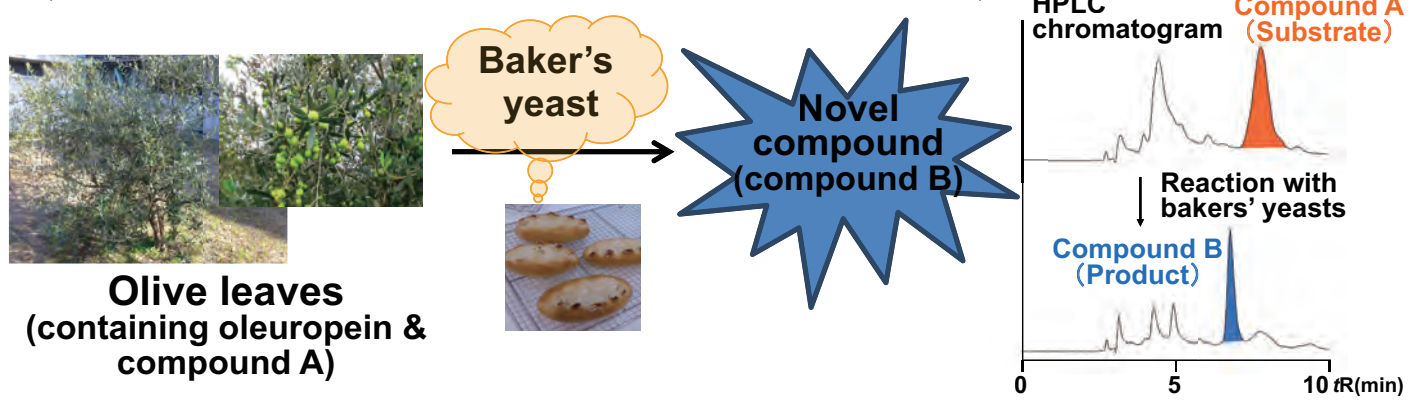 Baker’s
yeast
Novel
compound
(compound B)
Olive leaves
(containing oleuropein &
compound A)
HPLC
chromatogram
Compound A
（Substrate）
Reaction with
bakers’ yeasts
Compound B
（Product）
0
5
10
tR(min)